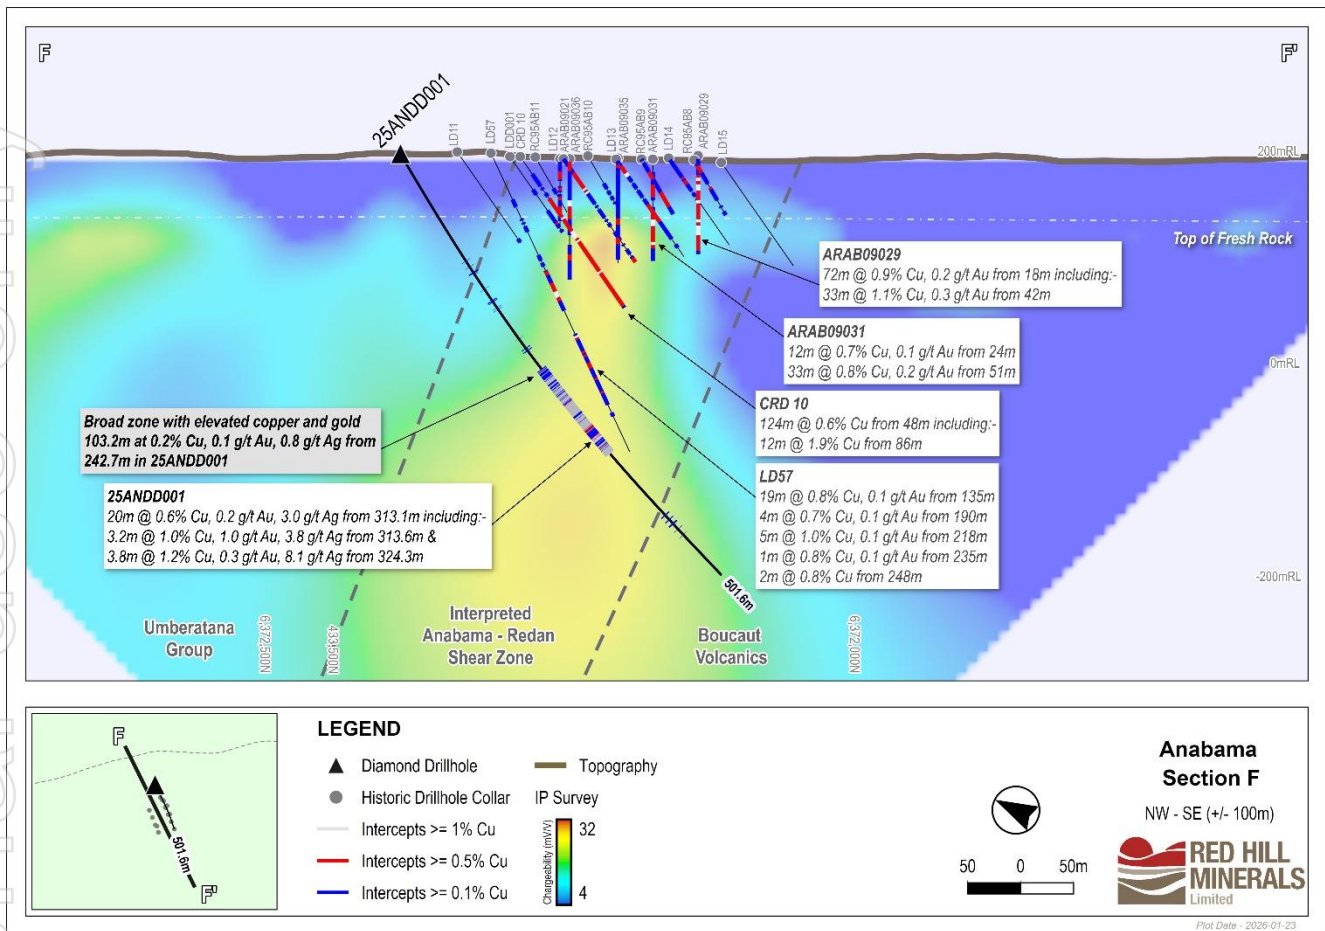 F
F'
25ANDD001
LD11
LD57
LDD001
CRD 10
RC95AB11
LD12
ARAB09021
ARAB09036
RC95AB10
LD13
ARAB09035
RC95AB9
ARAB09031
LD14
RC95AB8
ARAB09029
LD15
200mRL
Top of Fresh Rock
ARAB09029
72m @ 0.9% Cu, 0.2 g/t Au from 18m including:-
33m @ 1.1% Cu, 0.3 g/t Au from 42m
ARAB09031
12m @ 0.7% Cu, 0.1 g/t Au from 24m
33m @ 0.8% Cu, 0.2 g/t Au from 51m
0mRL
CRD 10
124m @ 0.6% Cu from 48m including:-
12m @ 1.9% Cu from 86m
Broad zone with elevated copper and gold
103.2m at 0.2% Cu, 0.1 g/t Au, 0.8 g/t Ag from
242.7m in 25ANDD001
LD57
19m @ 0.8% Cu, 0.1 g/t Au from 135m
4m @ 0.7% Cu, 0.1 g/t Au from 190m
5m @ 1.0% Cu, 0.1 g/t Au from 218m
1m @ 0.8% Cu, 0.1 g/t Au from 235m
2m @ 0.8% Cu from 248m
25ANDD001
20m @ 0.6% Cu, 0.2 g/t Au, 3.0 g/t Ag from 313.1m including:-
3.2m @ 1.0% Cu, 1.0 g/t Au, 3.8 g/t Ag from 313.6m &
3.8m @ 1.2% Cu, 0.3 g/t Au, 8.1 g/t Ag from 324.3m
-200mRL
501.6m
Umberatana
Group
6,372,500N
433,500N
Interpreted
Anabama - Redan
Shear Zone
Boucaut
Volcanics
6,372,000N
F
501.6m
F'
LEGEND
Diamond Drillhole
Historic Drillhole Collar
Intercepts >= 1% Cu
Intercepts >= 0.5% Cu
Intercepts >= 0.1% Cu
Topography
IP Survey
Chargeability (mV/V)
32
4
50 0 50m
Anabama
Section F
NW - SE (+/- 100m)
RED HILL
MINERALS
Limited
Plot Date - 2026-01-23